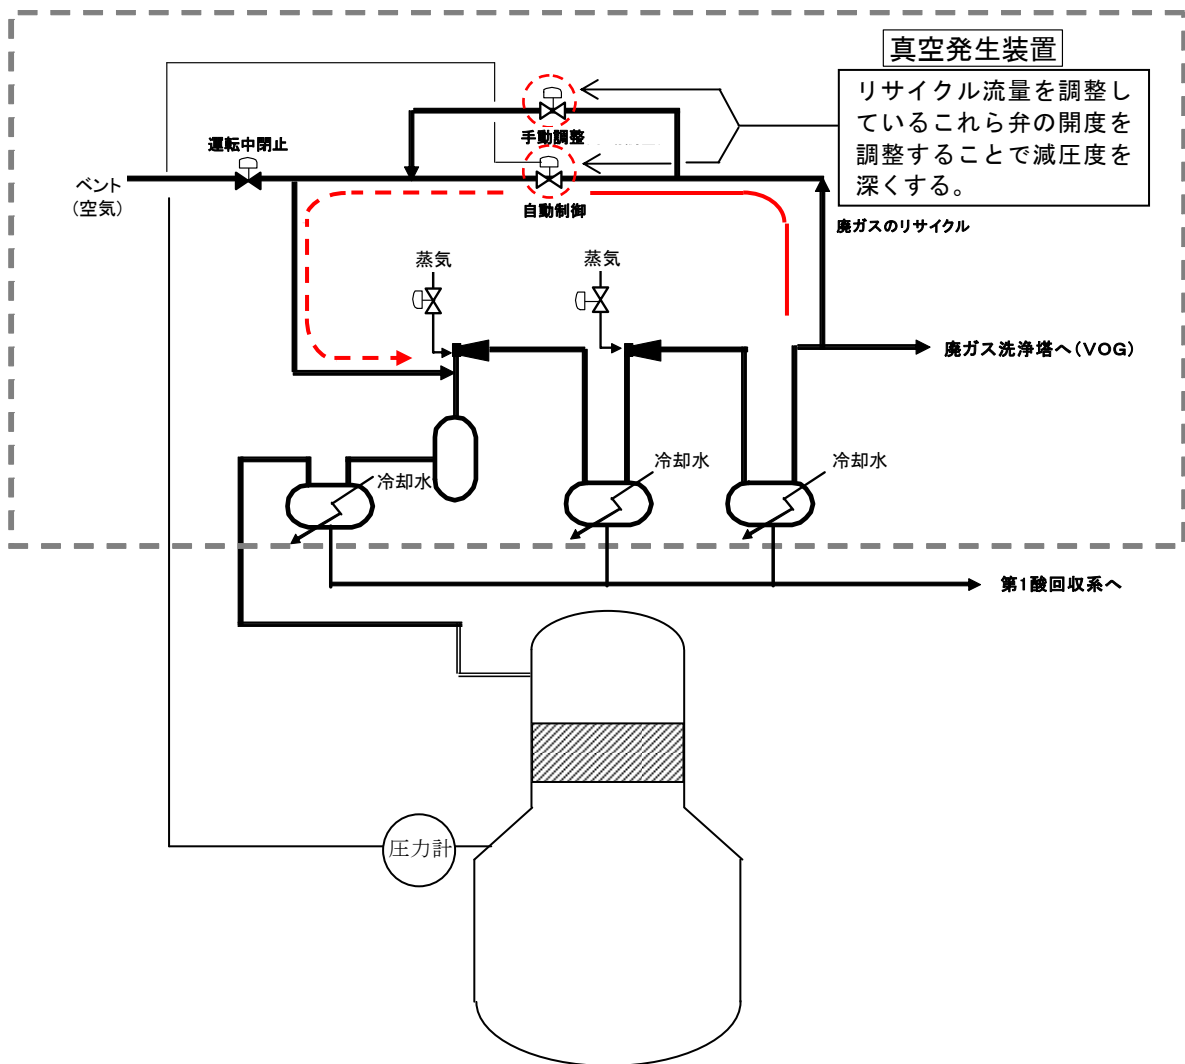 真空発生装置
リサイクル流量を調整し
ているこれら弁の開度を
調整することで減圧度を
深くする。
手動調整
運転中閉止
ベント
(空気)
自動制御
廃ガスのリサイクル
蒸気
蒸気
廃ガス洗浄塔へ(VOG)
冷却水
冷却水
冷却水
第1酸回収系へ
圧力計